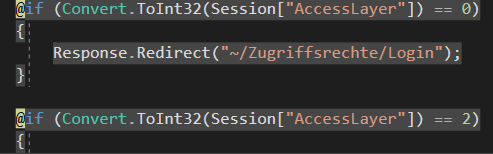 @if (Convert.ToInt32(Session["AccessLayer"]) == 0)
{
Response.Redirect("~/Zugriffsrechte/Login");
}
@if (Convert.ToInt32(Session["AccessLayer"]) == 2)
{